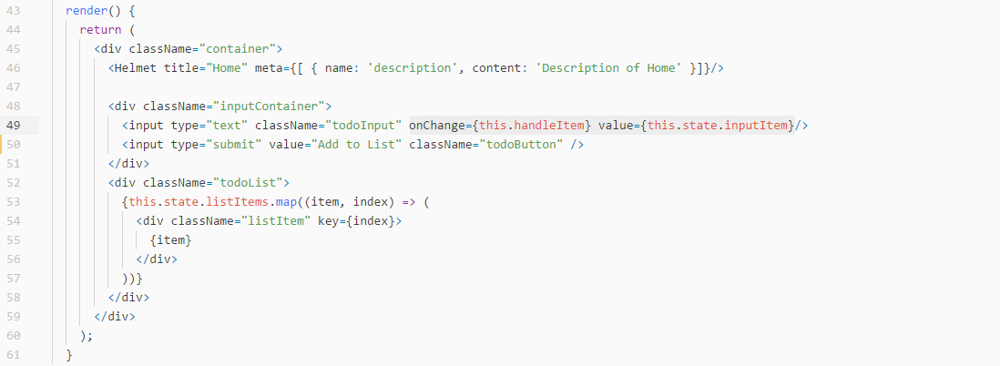 43 render() {
44 return (
45 <div className="container">
46 <Helmet title="Home" meta={[ { name: 'description', content: 'Description of Home' }]}/>
47
48 <div className="inputContainer">
49 <input type="text" className="todoInput" onChange={this.handleItem} value={this.state.inputItem}/>
50 <input type="submit" value="Add to List" className="todoButton" />
51 </div>
52 <div className="todoList">
53 {this.state.listItems.map((item, index) => (
54 <div className="listItem" key={index}>
55 {item}
56 </div>
57 ))}
58 </div>
59 </div>
60 );
61 }